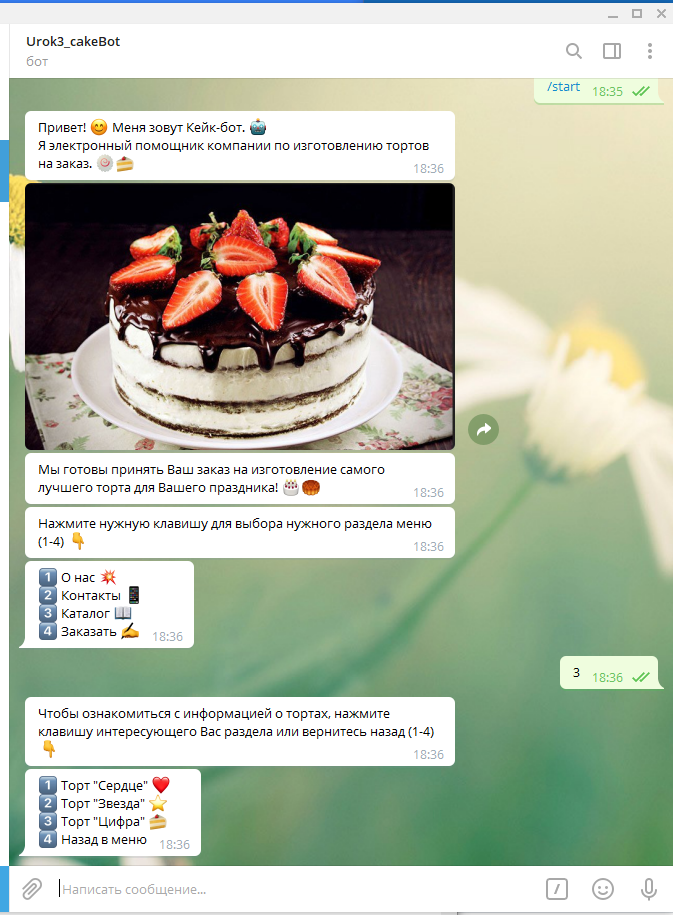 Urok3_cakeBot
бот
/start 18:35
Привет! 😊 Меня зовут Кейк-бот. 🤖
Я электронный помощник компании по изготовлению тортов
на заказ. 🍥🍰
18:36
Мы готовы принять Ваш заказ на изготовление самого
лучшего торта для Вашего праздника! 🎂🥮
18:36
Нажмите нужную клавишу для выбора нужного раздела меню
(1-4) 👇
18:36
1️⃣ О нас 💥
2️⃣ Контакты 📱
3️⃣ Каталог 📖
4️⃣ Заказать ✍️ 18:36
3 18:36
Чтобы ознакомиться с информацией о тортах, нажмите
клавишу интересующего Вас раздела или вернитесь назад (1-4)
👇
18:36
1️⃣ Торт "Сердце" ❤️
2️⃣ Торт "Звезда" ⭐
3️⃣ Торт "Цифра" 🍰
4️⃣ Назад в меню 18:36
Написать сообщение...